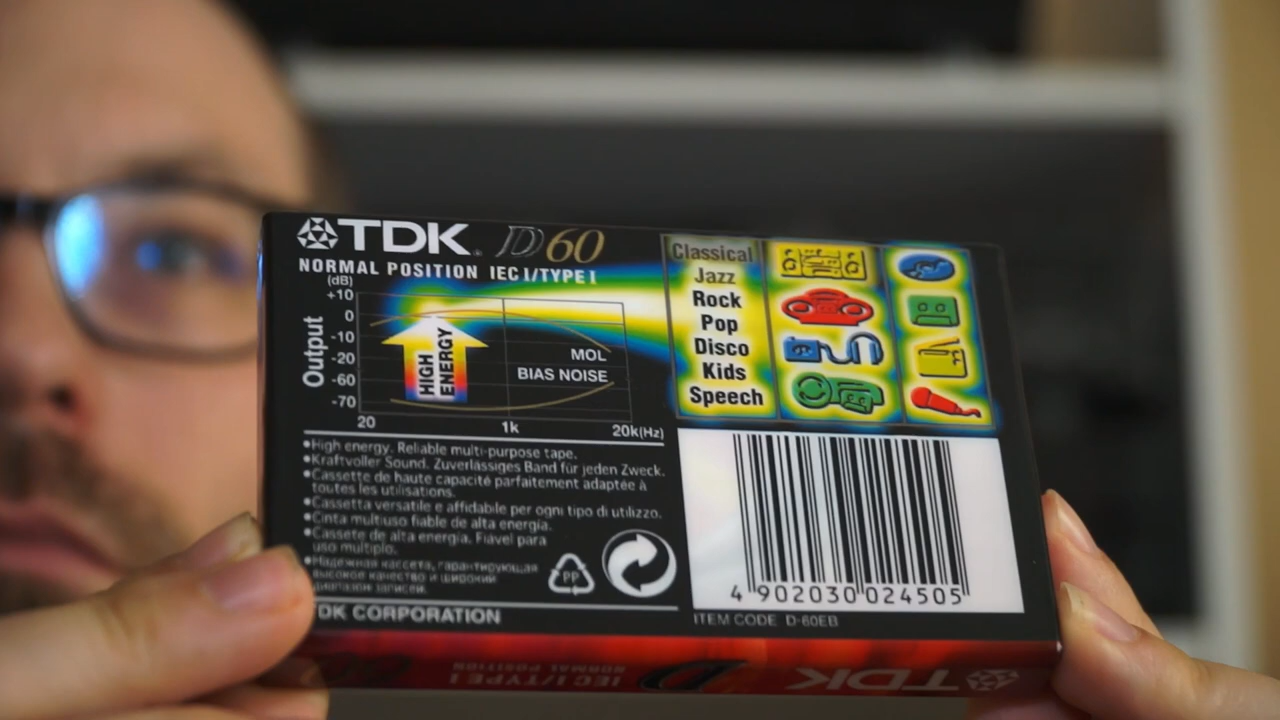 TDK D60
NORMAL POSITION IEC I/TYPE I
(dB)
+10
0
-10
-20
-60
-70
Output
HIGH
ENERGY
MOL
BIAS NOISE
20 1k 20k(Hz)
Classical
Jazz
Rock
Pop
Disco
Kids
Speech
•High energy. Reliable multi-purpose tape.
•Kraftvoller Sound. Zuverlässiges Band für jeden Zweck.
•Cassette de haute capacité parfaitement adaptée à
toutes les utilisations.
•Cassetta versatile e affidabile per ogni tipo di utilizzo.
•Cinta multiuso fiable de alta energía.
•Cassete de alta energia. Fiável para
uso multiplo.
•Надежная кассета, гарантирующая
высокое качество и широкий
диапазон записей.
PP
TDK CORPORATION
4 902030 024505
ITEM CODE D-60EB
TDK D 60
IEC I/TYPE I
NORMAL POSITION